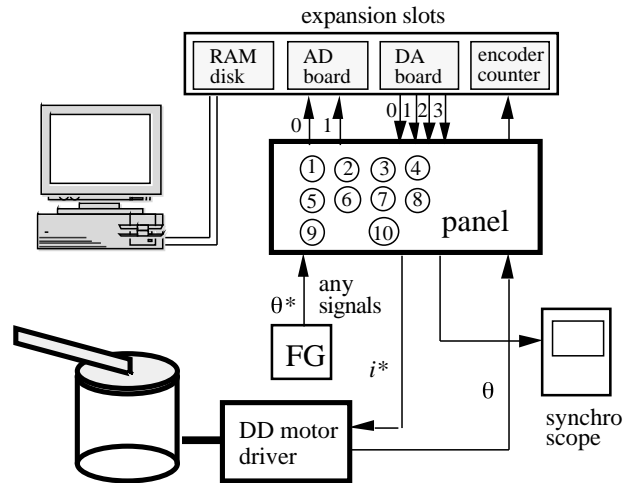 expansion slots
RAM
disk
AD
board
DA
board
encoder
counter
0
1
0
1
2
3
1
2
3
4
5
6
7
8
9
10
panel
θ*
any
signals
FG
i*
θ
synchro
scope
DD motor
driver